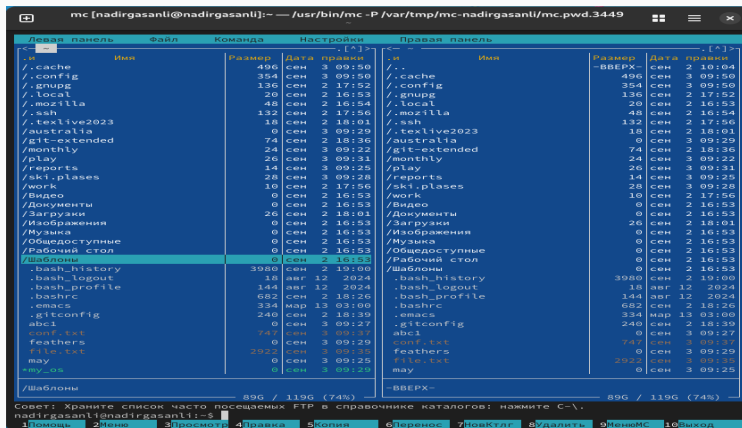 mc [nadirgasanli@nadirgasanli]:~ — /usr/bin/mc -P /var/tmp/mc-nadirgasanli/mc.pwd.3449
Левая панель Файл Команда Настройки Правая панель
<- ~ .[^]> <- ~ .[^]>
.и Имя Размер Дата правки .и Имя Размер Дата правки
/.cache 496 сен 3 09:50 /.. -ВВЕРХ- сен 2 10:04
/.config 354 сен 3 09:50 /.cache 496 сен 3 09:50
/.gnupg 136 сен 2 17:52 /.config 354 сен 3 09:50
/.local 20 сен 2 16:53 /.gnupg 136 сен 2 17:52
/.mozilla 48 сен 2 16:54 /.local 20 сен 2 16:53
/.ssh 132 сен 2 17:56 /.mozilla 48 сен 2 16:54
/.texlive2023 18 сен 2 18:01 /.ssh 132 сен 2 17:56
/australia 0 сен 3 09:29 /.texlive2023 18 сен 2 18:01
/git-extended 74 сен 2 18:36 /australia 0 сен 3 09:29
/monthly 24 сен 3 09:22 /git-extended 74 сен 2 18:36
/play 26 сен 3 09:31 /monthly 24 сен 3 09:22
/reports 14 сен 3 09:25 /play 26 сен 3 09:31
/ski.plases 28 сен 3 09:28 /reports 14 сен 3 09:25
/work 10 сен 2 17:56 /ski.plases 28 сен 3 09:28
/Видео 0 сен 2 16:53 /work 10 сен 2 17:56
/Документы 0 сен 2 16:53 /Видео 0 сен 2 16:53
/Загрузки 26 сен 2 18:01 /Документы 0 сен 2 16:53
/Изображения 0 сен 2 16:53 /Загрузки 26 сен 2 18:01
/Музыка 0 сен 2 16:53 /Изображения 0 сен 2 16:53
/Общедоступные 0 сен 2 16:53 /Музыка 0 сен 2 16:53
/Рабочий стол 0 сен 2 16:53 /Общедоступные 0 сен 2 16:53
/Шаблоны 0 сен 2 16:53 /Рабочий стол 0 сен 2 16:53
.bash_history 3980 сен 2 19:00 /Шаблоны 0 сен 2 16:53
.bash_logout 18 авг 12 2024 .bash_history 3980 сен 2 19:00
.bash_profile 144 авг 12 2024 .bash_logout 18 авг 12 2024
.bashrc 682 сен 2 18:26 .bash_profile 144 авг 12 2024
.emacs 334 мар 13 03:00 .bashrc 682 сен 2 18:26
.gitconfig 240 сен 2 18:39 .emacs 334 мар 13 03:00
abc1 0 сен 3 09:27 .gitconfig 240 сен 2 18:39
conf.txt 747 сен 3 09:37 abc1 0 сен 3 09:27
feathers 0 сен 3 09:29 conf.txt 747 сен 3 09:37
file.txt 2922 сен 3 09:35 feathers 0 сен 3 09:29
may 0 сен 3 09:25 file.txt 2922 сен 3 09:35
*my_os 0 сен 3 09:29 may 0 сен 3 09:25
/Шаблоны -ВВЕРХ-
89G / 119G (74%) 89G / 119G (74%)
Совет: Храните список часто посещаемых FTP в справочнике каталогов: нажмите C-\.
nadirgasanli@nadirgasanli:~$
1Помощь 2Меню 3Просмотр 4Правка 5Копия 6Перенос 7НовКтлг 8Удалить 9МенюМС 10Выход